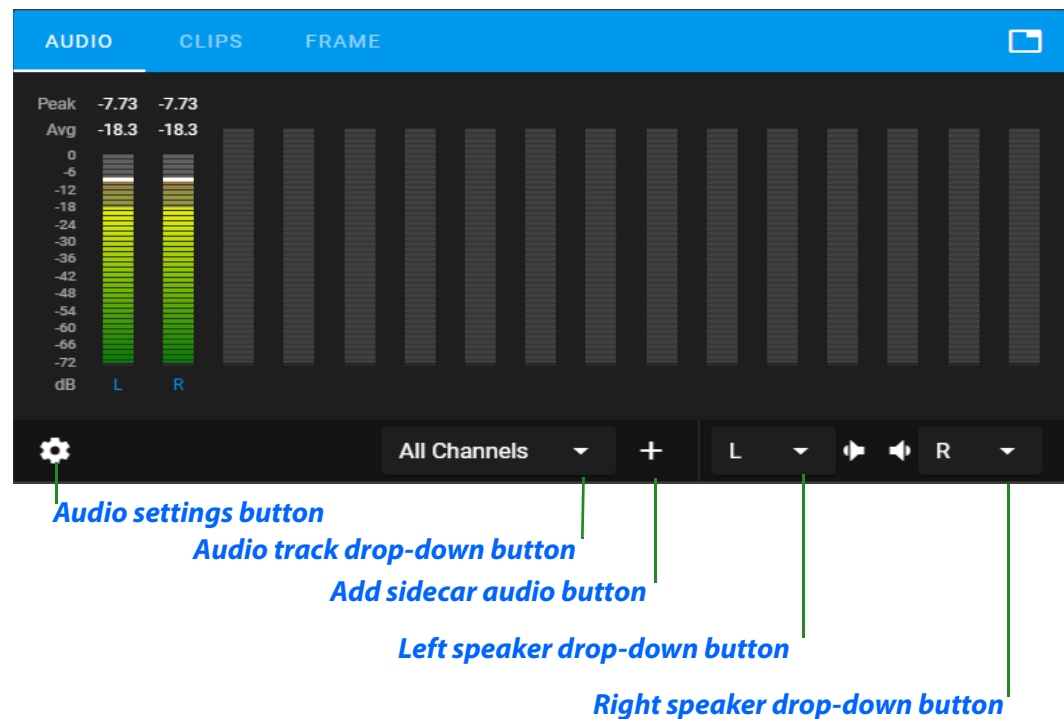 AUDIO CLIPS FRAME
Peak -7.73 -7.73
Avg -18.3 -18.3
0
-6
-12
-18
-24
-30
-36
-42
-48
-54
-60
-66
-72
dB L R
All Channels + L R
Audio settings button
Audio track drop-down button
Add sidecar audio button
Left speaker drop-down button
Right speaker drop-down button